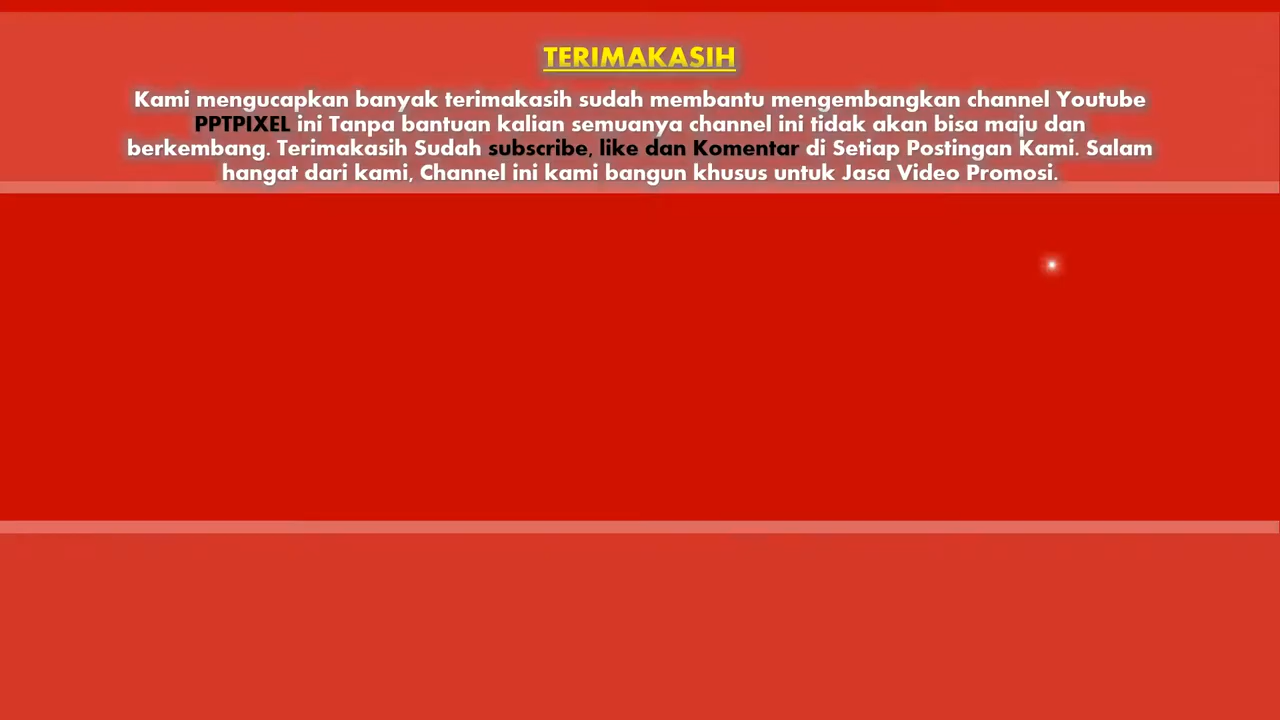 TERIMAKASIH
Kami mengucapkan banyak terimakasih sudah membantu mengembangkan channel Youtube
PPTPIXEL ini Tanpa bantuan kalian semuanya channel ini tidak akan bisa maju dan
berkembang. Terimakasih Sudah subscribe, like dan Komentar di Setiap Postingan Kami. Salam
hangat dari kami, Channel ini kami bangun khusus untuk Jasa Video Promosi.